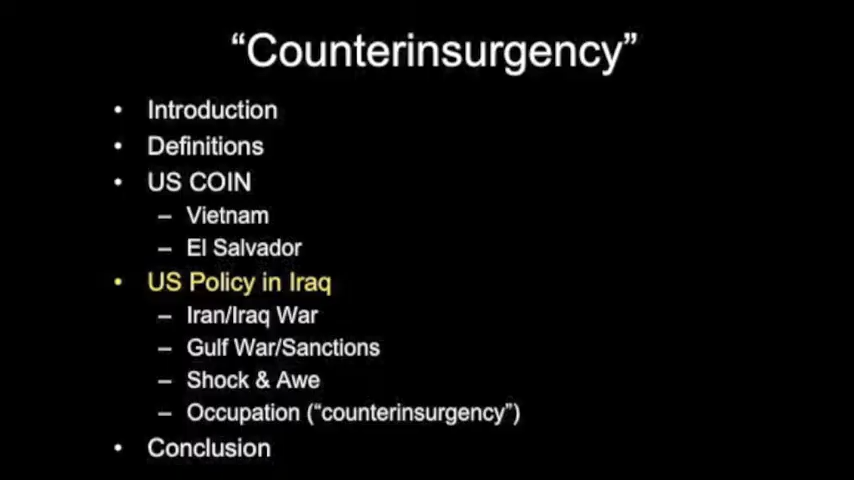 “Counterinsurgency”
• Introduction
• Definitions
• US COIN
– Vietnam
– El Salvador
• US Policy in Iraq
– Iran/Iraq War
– Gulf War/Sanctions
– Shock & Awe
– Occupation (“counterinsurgency”)
• Conclusion